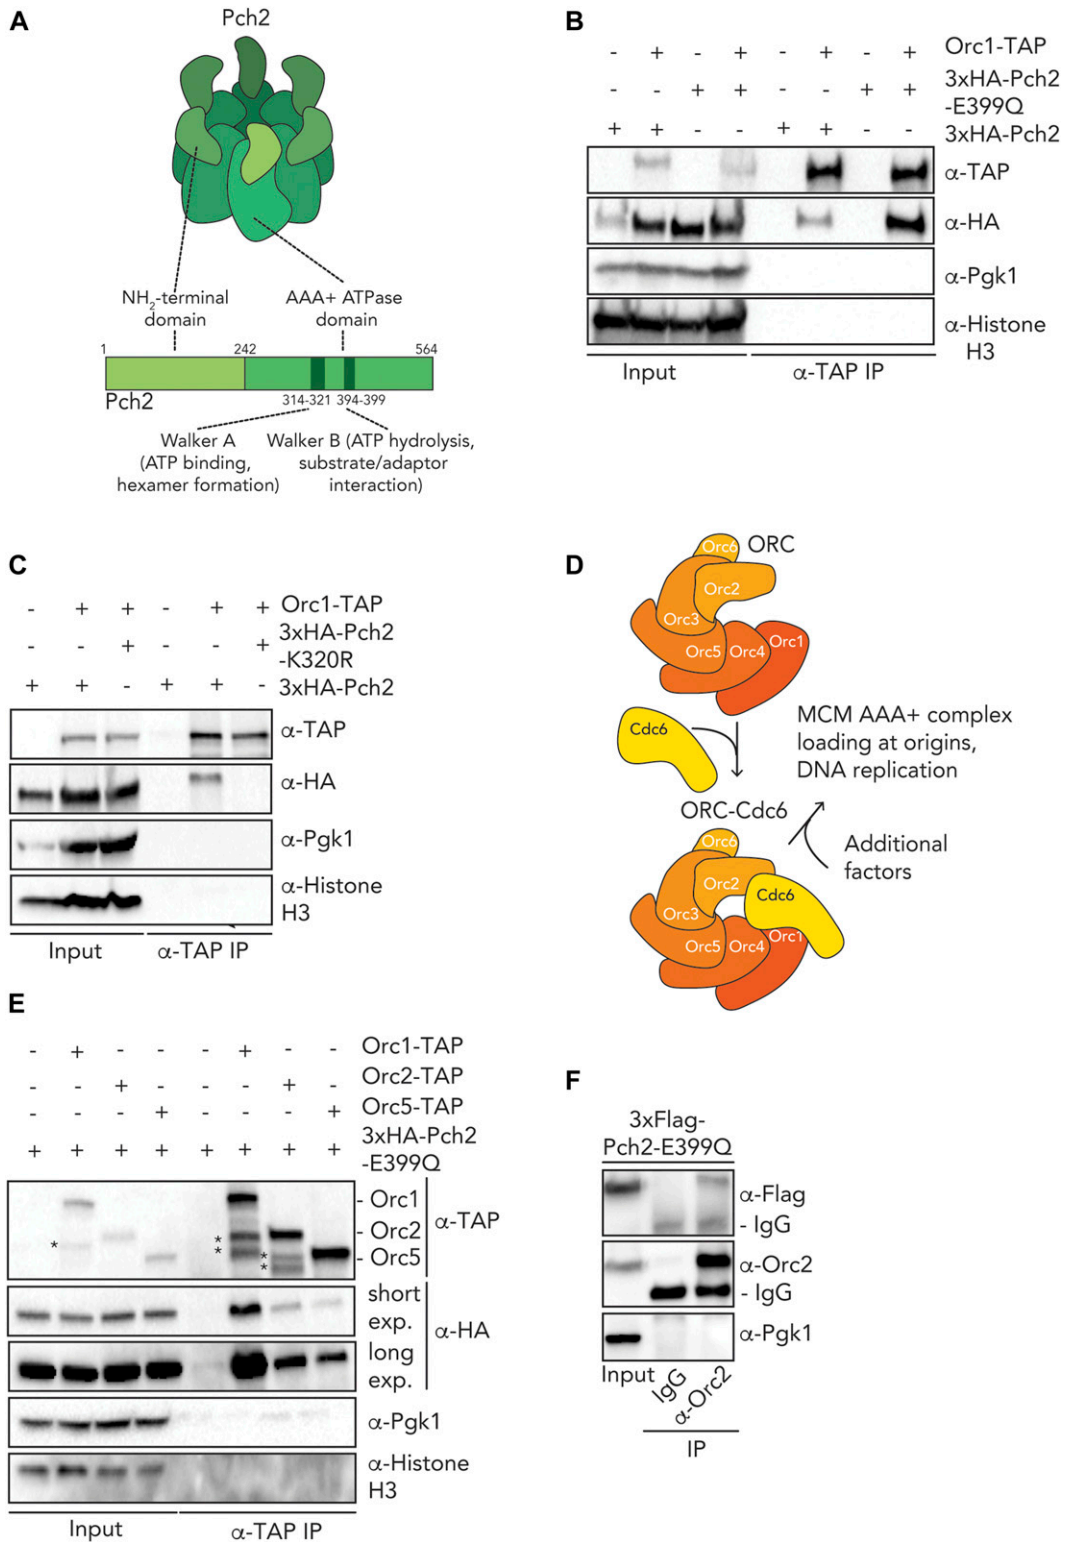 A
Pch2
NH2-terminal
domain
AAA+ ATPase
domain
1
242
564
Pch2
314-321
394-399
Walker A
(ATP binding,
hexamer formation)
Walker B (ATP hydrolysis,
substrate/adaptor
interaction)
B
- + - + - + - + Orc1-TAP
- - + + - - + + 3xHA-Pch2
-E399Q
+ + - - + + - - 3xHA-Pch2
α-TAP
α-HA
α-Pgk1
α-Histone
H3
Input
α-TAP IP
C
- + + - + + Orc1-TAP
- - + - - + 3xHA-Pch2
-K320R
+ + - + + - 3xHA-Pch2
α-TAP
α-HA
α-Pgk1
α-Histone
H3
Input
α-TAP IP
D
Orc6
ORC
Orc2
Orc3
Orc1
Orc5
Orc4
Cdc6
MCM AAA+ complex
loading at origins,
DNA replication
ORC-Cdc6
Additional
factors
Orc6
Orc2
Cdc6
Orc3
Orc1
Orc5
Orc4
E
- + - - - + - - Orc1-TAP
- - + - - - + - Orc2-TAP
- - - + - - - + Orc5-TAP
+ + + + + + + + 3xHA-Pch2
-E399Q
- Orc1
- Orc2
- Orc5
α-TAP
*
*
*
*
*
short
exp.
α-HA
long
exp.
α-Pgk1
α-Histone
H3
Input
α-TAP IP
F
3xFlag-
Pch2-E399Q
α-Flag
- IgG
α-Orc2
- IgG
α-Pgk1
Input
IgG
α-Orc2
IP